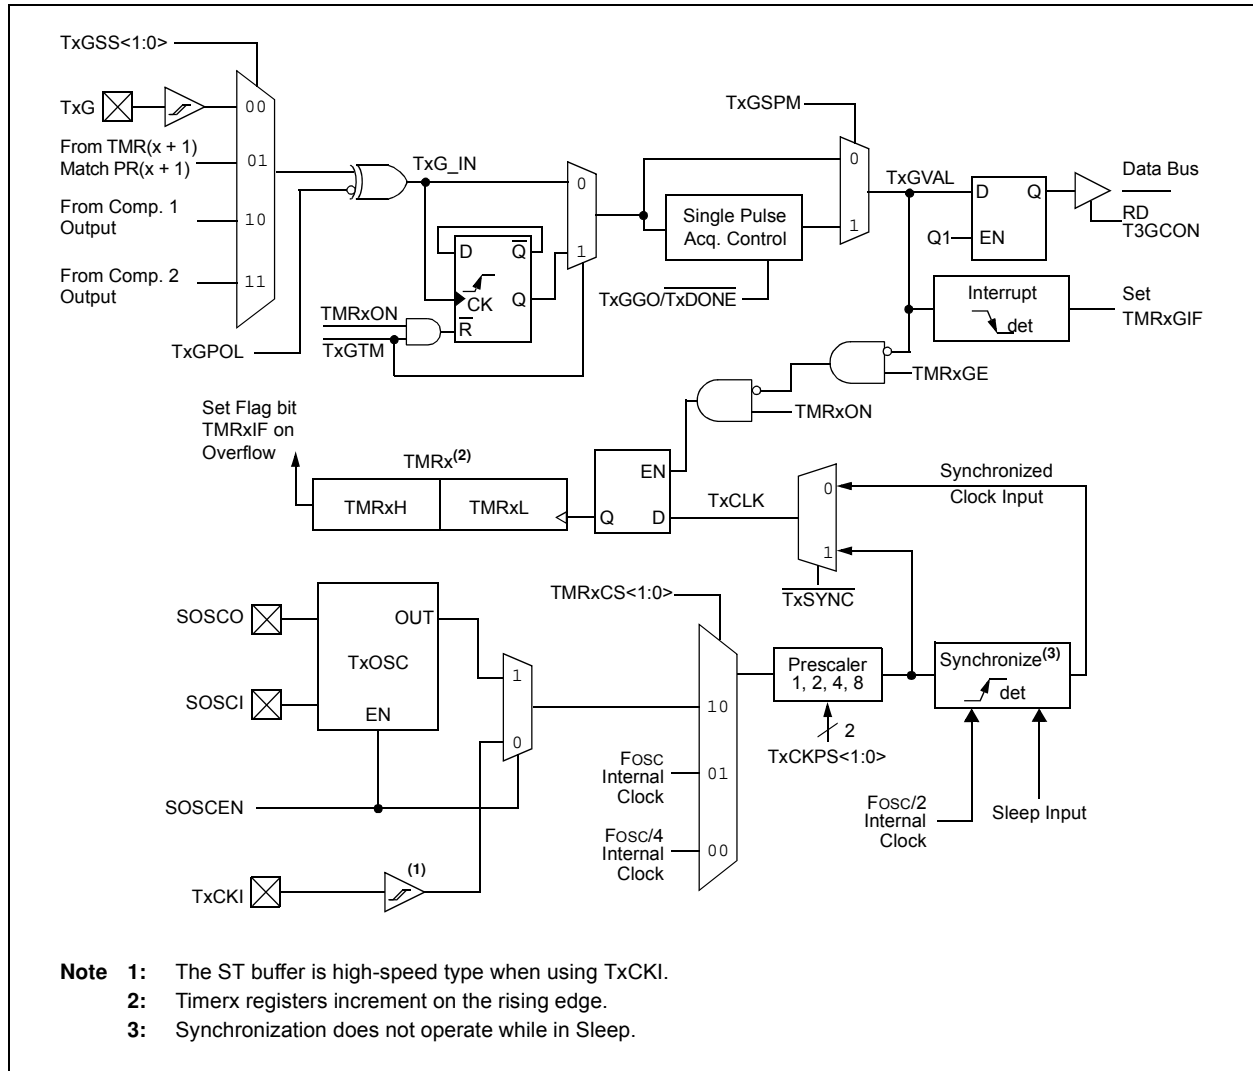 TxGSS<1:0>
TxG
00
From TMR(x + 1)
Match PR(x + 1)
01
From Comp. 1
Output
10
From Comp. 2
Output
11
TxGPOL
TxG_IN
0
1
D
Q
CK
Q
R
TMRxON
TxGTM
TxGSPM
0
1
Single Pulse
Acq. Control
TxGGO/TxDONE
TxGVAL
D
Q
Q1
EN
Data Bus
RD
T3GCON
Interrupt
det
Set
TMRxGIF
TMRxGE
TMRxON
Set Flag bit
TMRxIF on
Overflow
TMRx(2)
TMRxH
TMRxL
EN
Q
D
TxCLK
0
1
TxSYNC
Synchronized
Clock Input
SOSCO
OUT
TxOSC
SOSCI
EN
1
0
SOSCEN
TxCKI
(1)
TMRxCS<1:0>
10
FOSC
Internal
Clock
01
FOSC/4
Internal
Clock
00
Prescaler
1, 2, 4, 8
2
TxCKPS<1:0>
Synchronize(3)
det
FOSC/2
Internal
Clock
Sleep Input
Note 1: The ST buffer is high-speed type when using TxCKI.
2: Timerx registers increment on the rising edge.
3: Synchronization does not operate while in Sleep.